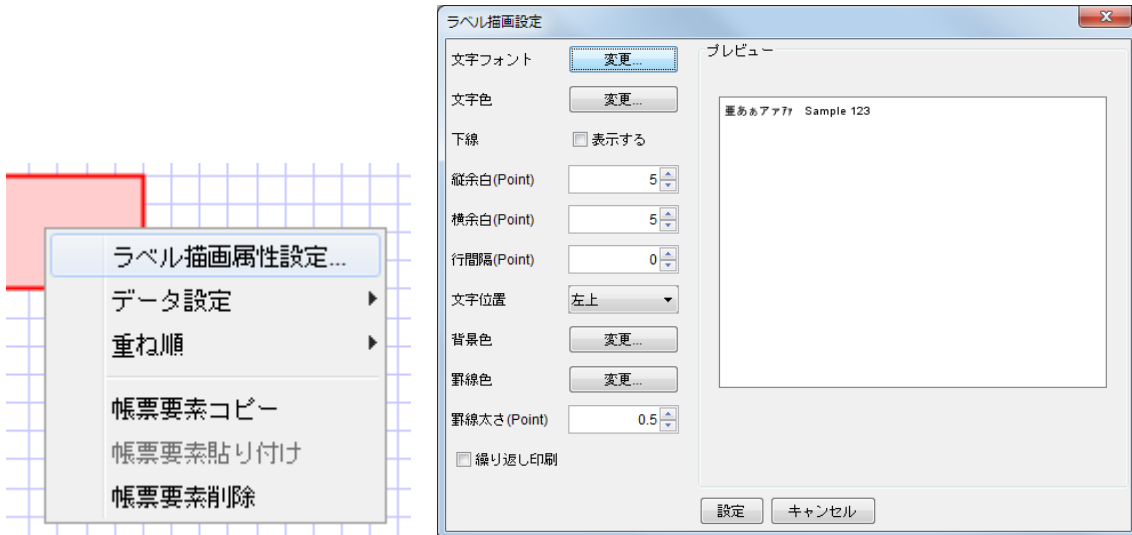 ラベル描画属性設定...
データ設定
重ね順
帳票要素コピー
帳票要素貼り付け
帳票要素削除
ラベル描画設定
文字フォント 変更...
文字色 変更...
下線 表示する
縦余白(Point) 5
横余白(Point) 5
行間隔(Point) 0
文字位置 左上
背景色 変更...
罫線色 変更...
罫線太さ(Point) 0.5
繰り返し印刷
プレビュー
亜あぁアァｱｧ Sample 123
設定 キャンセル